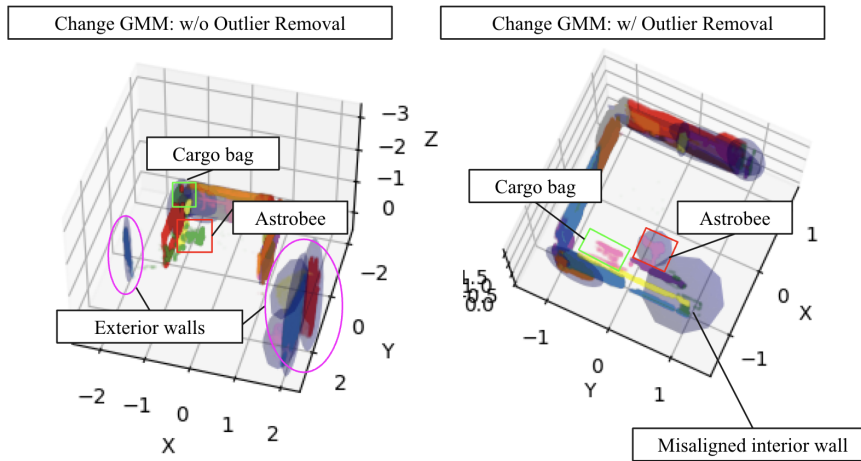 Change GMM: w/o Outlier Removal
Change GMM: w/ Outlier Removal
Cargo bag
Astrobee
Exterior walls
−3
−2
−1
0
Z
−2
0
2
Y
−2
−1
0
1
2
X
Cargo bag
Astrobee
Misaligned interior wall
1
0
−1
X
−1
0
1
Y
0.0